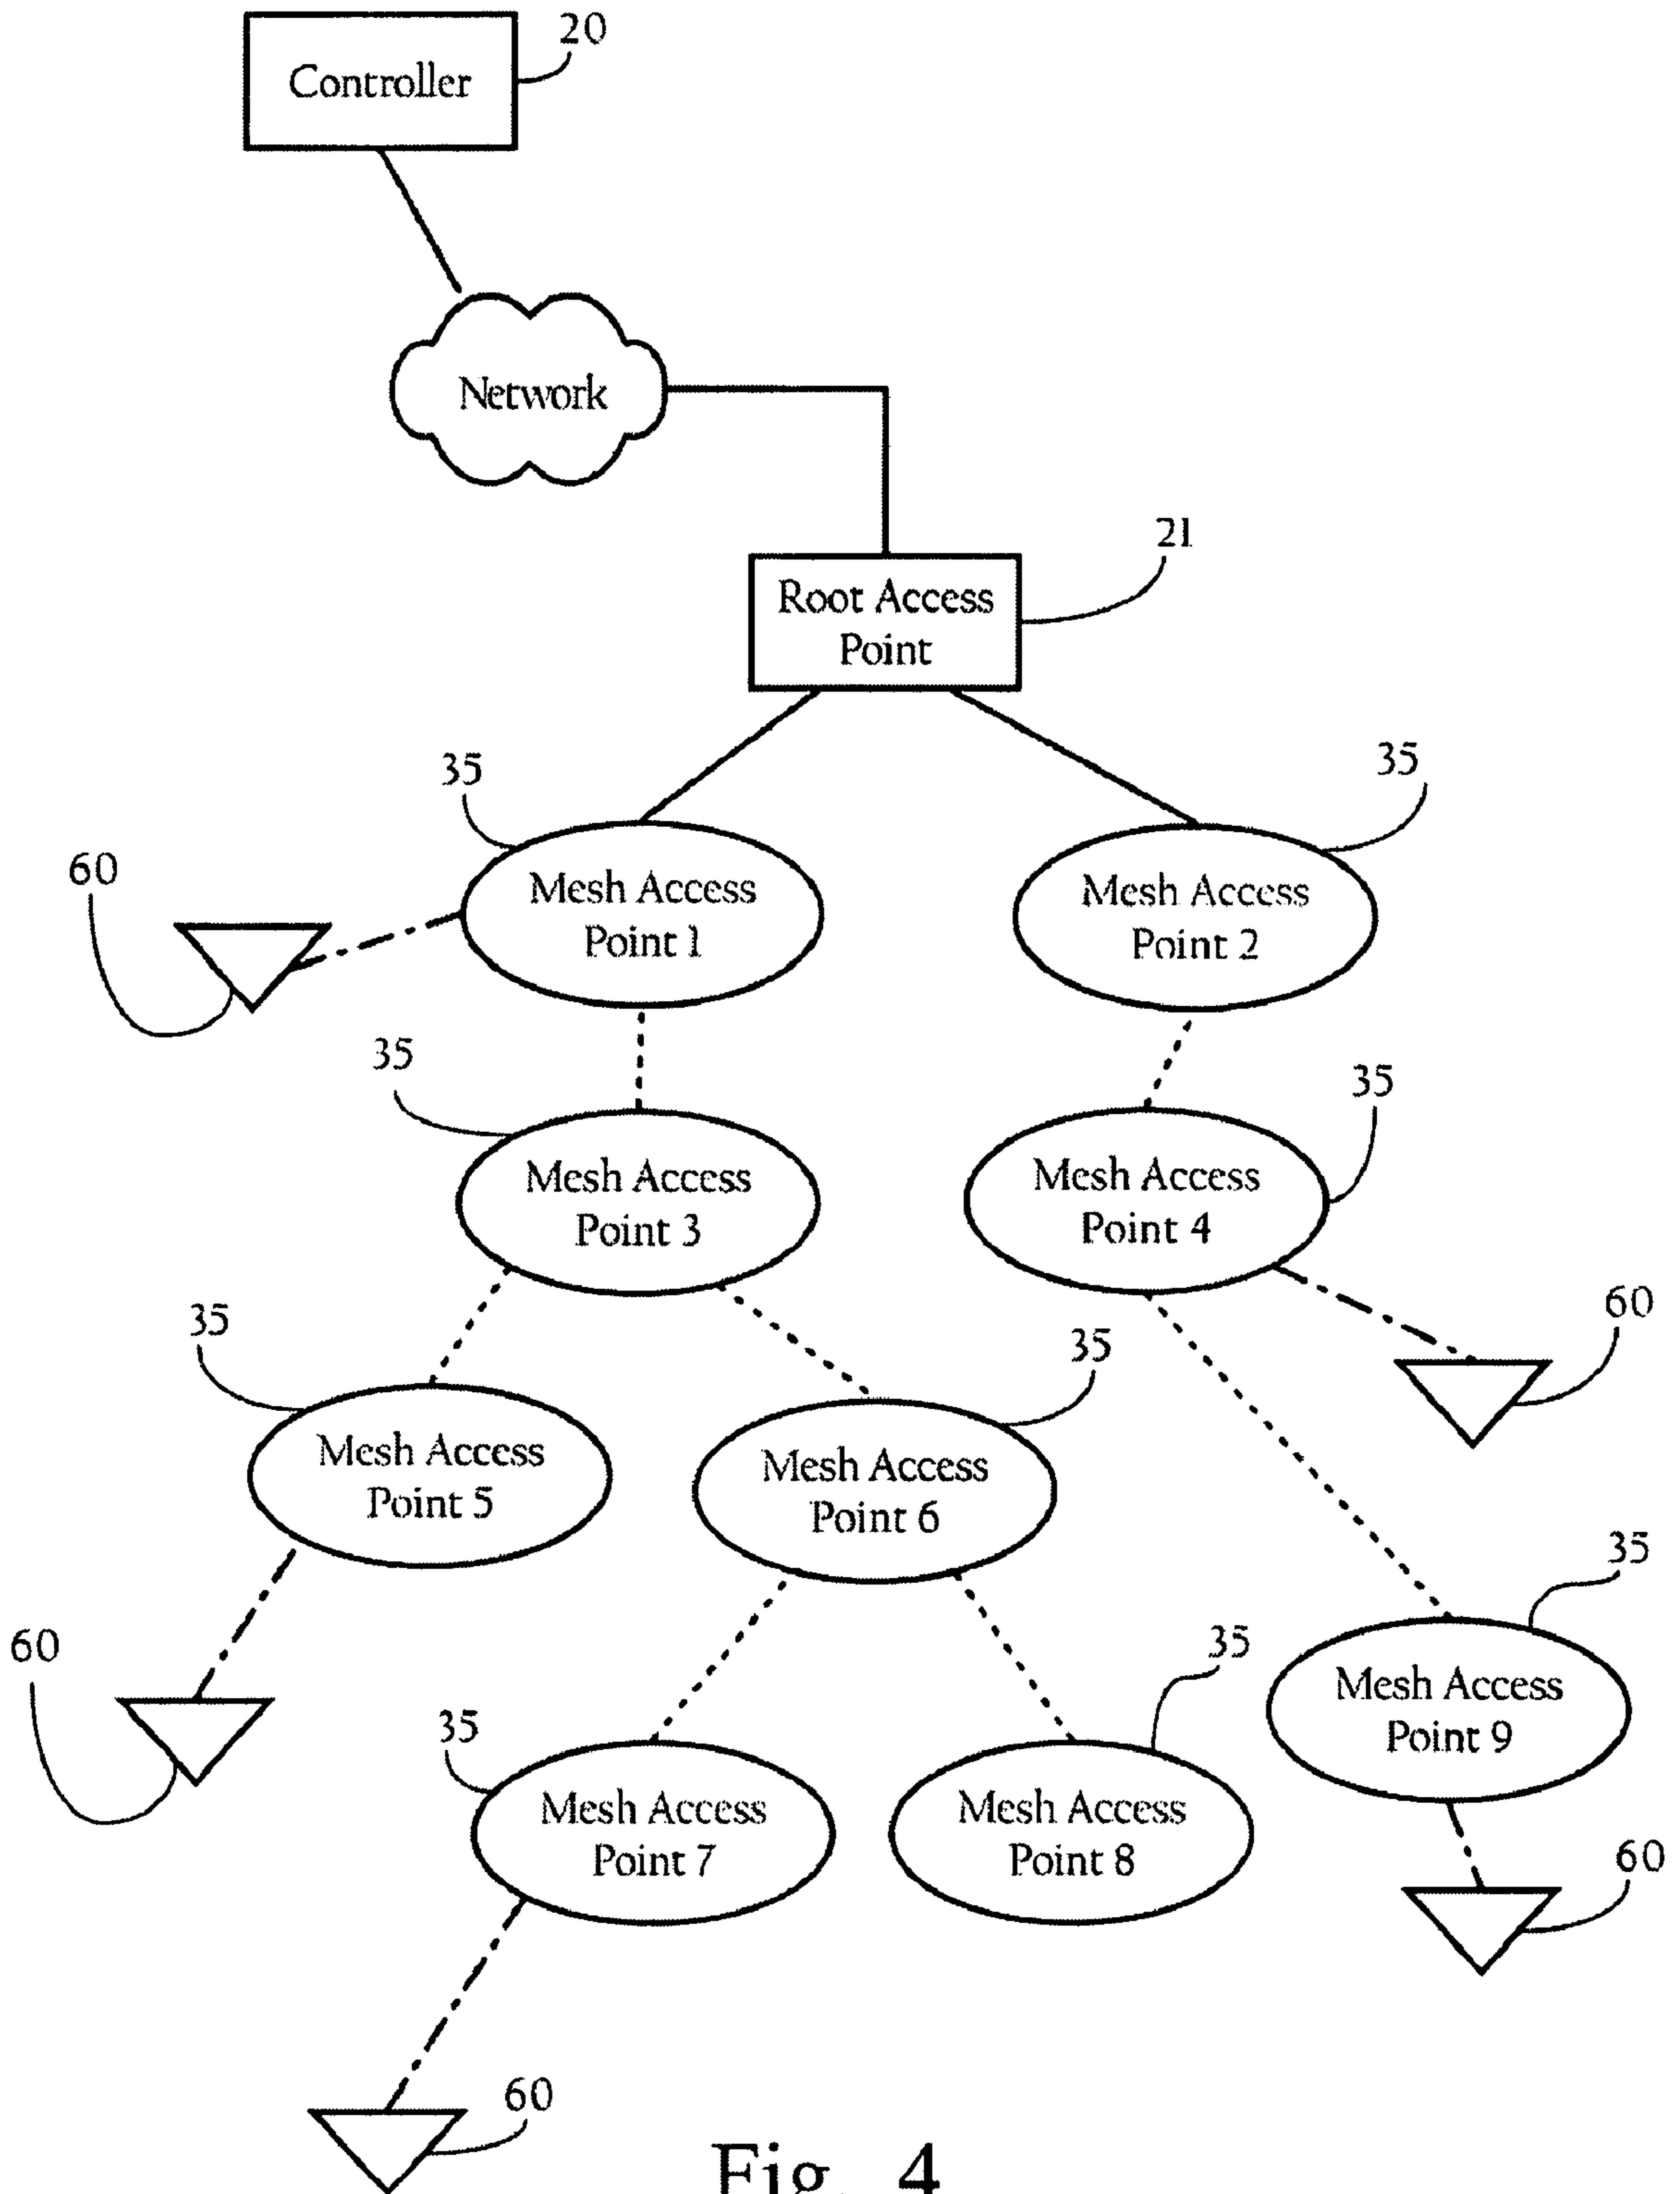 20
Controller
Network
21
Root Access
Point
35
35
60
Mesh Access
Point 1
Mesh Access
Point 2
35
35
Mesh Access
Point 3
Mesh Access
Point 4
60
35
35
Mesh Access
Point 5
Mesh Access
Point 6
35
60
35
35
Mesh Access
Point 9
Mesh Access
Point 7
Mesh Access
Point 8
60
60
Fig. 4